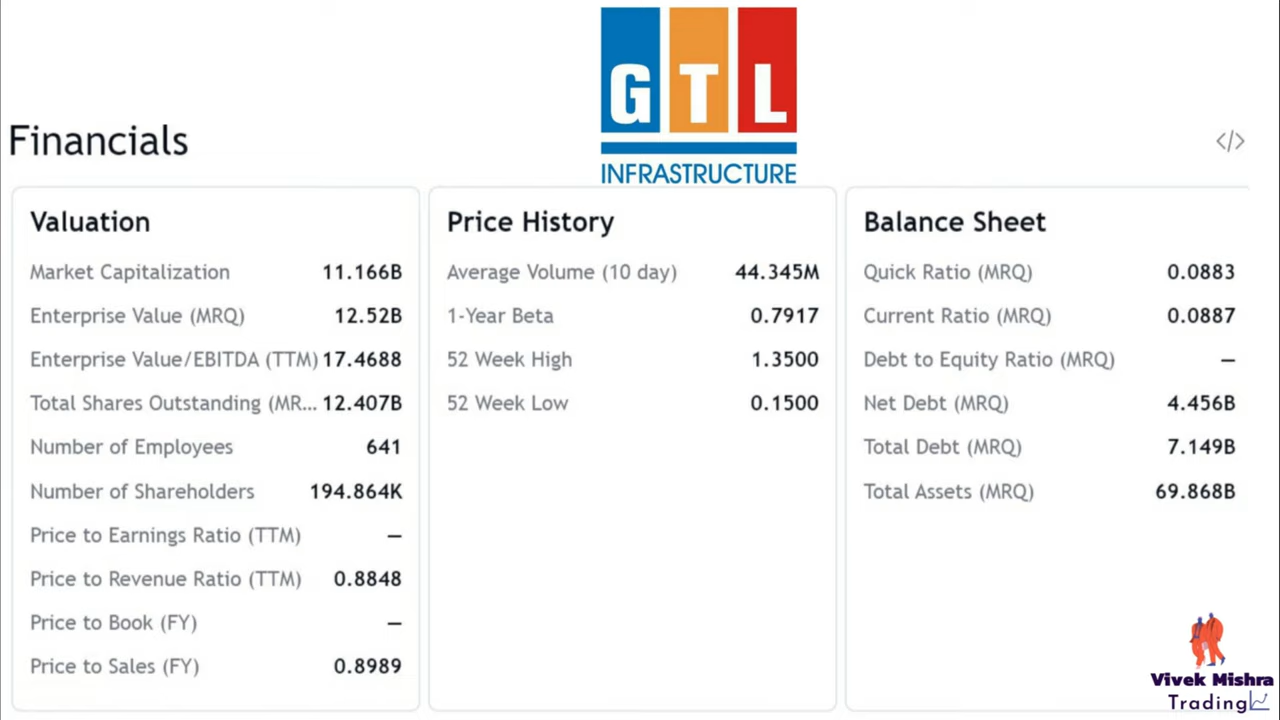 GTL
INFRASTRUCTURE
Financials
</>
Valuation
Market Capitalization 11.166B
Enterprise Value (MRQ) 12.52B
Enterprise Value/EBITDA (TTM) 17.4688
Total Shares Outstanding (MR... 12.407B
Number of Employees 641
Number of Shareholders 194.864K
Price to Earnings Ratio (TTM) —
Price to Revenue Ratio (TTM) 0.8848
Price to Book (FY) —
Price to Sales (FY) 0.8989
Price History
Average Volume (10 day) 44.345M
1-Year Beta 0.7917
52 Week High 1.3500
52 Week Low 0.1500
Balance Sheet
Quick Ratio (MRQ) 0.0883
Current Ratio (MRQ) 0.0887
Debt to Equity Ratio (MRQ) —
Net Debt (MRQ) 4.456B
Total Debt (MRQ) 7.149B
Total Assets (MRQ) 69.868B
Vivek Mishra
Trading